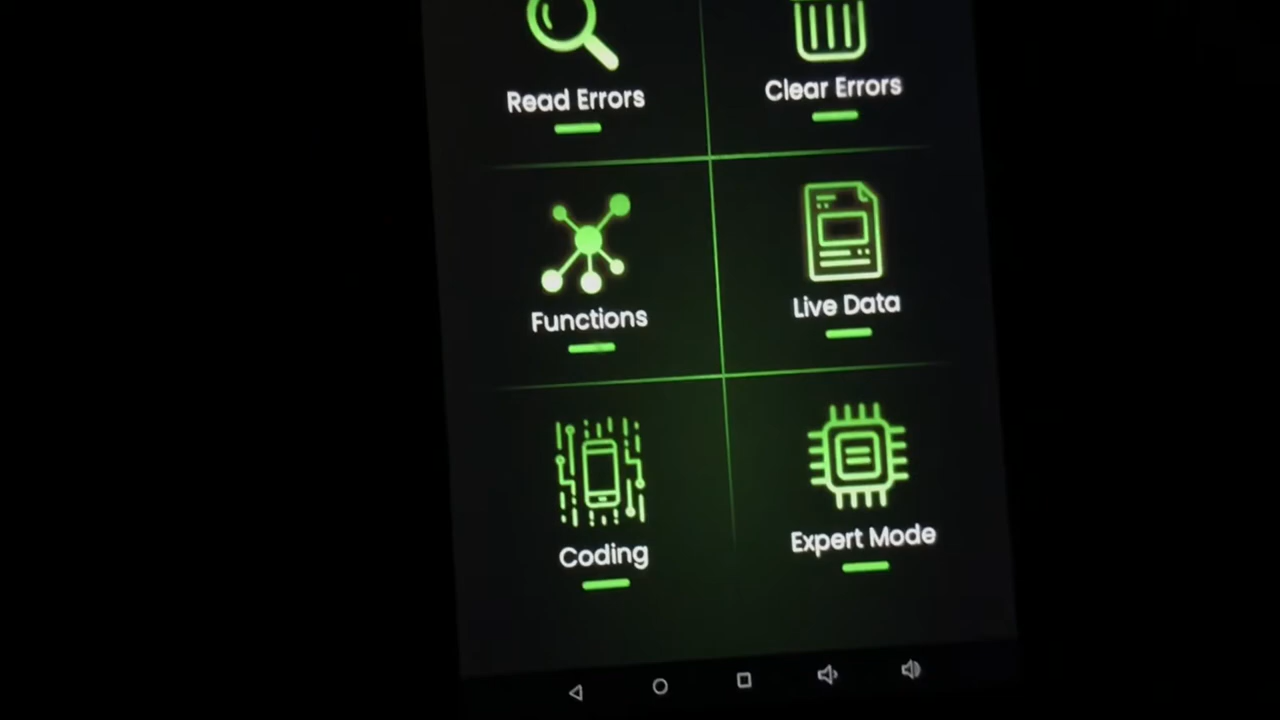 Read Errors
Clear Errors
Functions
Live Data
Coding
Expert Mode